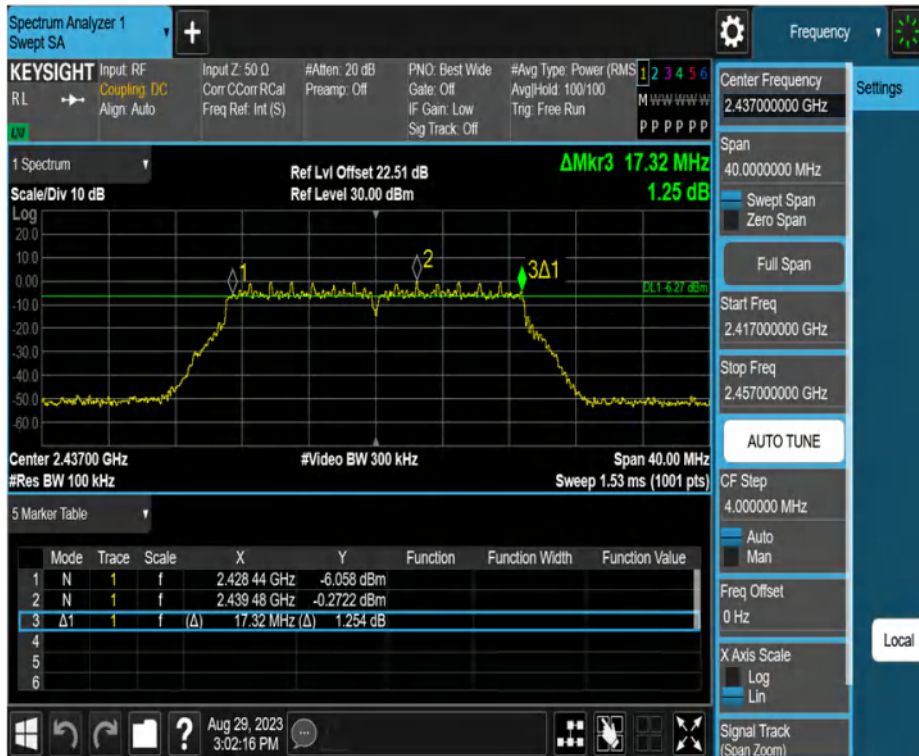 Spectrum Analyzer 1
Swept SA
+
Frequency
KEYSIGHT
Input: RF
Coupling: DC
Align: Auto
Input Z: 50 Ω
Corr CCorr RCal
Freq Ref: Int (S)
#Atten: 20 dB
Preamp: Off
PNO: Best Wide
Gate: Off
IF Gain: Low
Sig Track: Off
#Avg Type: Power (RMS
Avg|Hold: 100/100
Trig: Free Run
1 2 3 4 5 6
M W W W W W
P P P P P P
RL
LXI
1 Spectrum
Scale/Div 10 dB
Ref Lvl Offset 22.51 dB
Ref Level 30.00 dBm
ΔMkr3 17.32 MHz
1.25 dB
Log
20.0
10.0
0.00
-10.0
-20.0
-30.0
-40.0
-50.0
-60.0
1
2
3Δ1
DL1 -6.27 dBm
Center 2.43700 GHz
#Video BW 300 kHz
Span 40.00 MHz
#Res BW 100 kHz
Sweep 1.53 ms (1001 pts)
5 Marker Table
Mode Trace Scale X Y Function Function Width Function Value
1 N 1 f 2.428 44 GHz -6.058 dBm
2 N 1 f 2.439 48 GHz -0.2722 dBm
3 Δ1 1 f (Δ) 17.32 MHz (Δ) 1.254 dB
4
5
6
Aug 29, 2023
3:02:16 PM
?
Center Frequency
2.437000000 GHz
Settings
Span
40.0000000 MHz
Swept Span
Zero Span
Full Span
Start Freq
2.417000000 GHz
Stop Freq
2.457000000 GHz
AUTO TUNE
CF Step
4.000000 MHz
Auto
Man
Freq Offset
0 Hz
Local
X Axis Scale
Log
Lin
Signal Track
(Span Zoom)